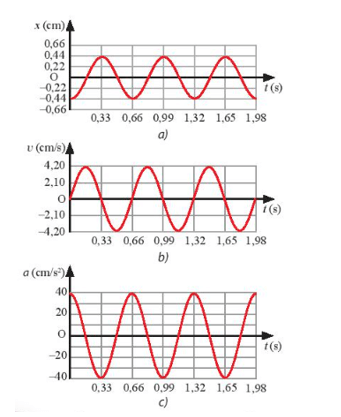 x (cm)
0,66
0,44
0,22
O
–0,22
–0,44
–0,66
t (s)
0,33 0,66 0,99 1,32 1,65 1,98
a)
υ (cm/s)
4,20
2,10
O
–2,10
–4,20
t (s)
0,33 0,66 0,99 1,32 1,65 1,98
b)
a (cm/s²)
40
20
O
–20
–40
t (s)
0,33 0,66 0,99 1,32 1,65 1,98
c)